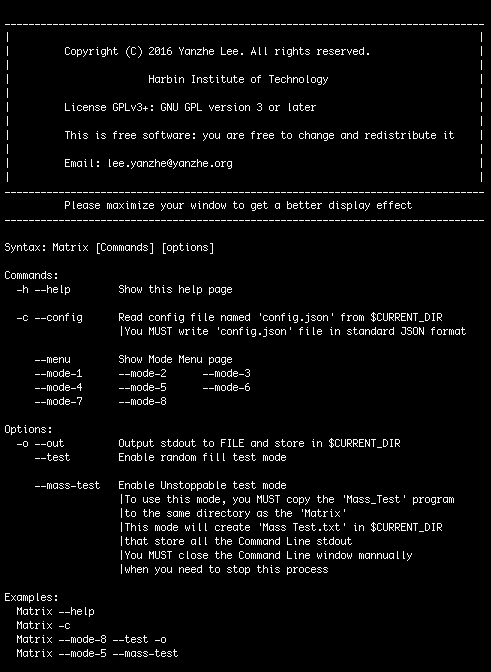 Copyright (C) 2016 Yanzhe Lee. All rights reserved.
Harbin Institute of Technology
License GPLv3+: GNU GPL version 3 or later
This is free software: you are free to change and redistribute it
Email: lee.yanzhe@yanzhe.org
Please maximize your window to get a better display effect
Syntax: Matrix [Commands] [options]
Commands:
-h --help Show this help page
-c --config Read config file named 'config.json' from $CURRENT_DIR
|You MUST write 'config.json' file in standard JSON format
--menu Show Mode Menu page
--mode-1 --mode-2 --mode-3
--mode-4 --mode-5 --mode-6
--mode-7 --mode-8
Options:
-o --out Output stdout to FILE and store in $CURRENT_DIR
--test Enable random fill test mode
--mass-test Enable Unstoppable test mode
|To use this mode, you MUST copy the 'Mass_Test' program
|to the same directory as the 'Matrix'
|This mode will create 'Mass Test.txt' in $CURRENT_DIR
|that store all the Command Line stdout
|You MUST close the Command Line window mannually
|when you need to stop this process
Examples:
Matrix --help
Matrix -c
Matrix --mode-8 --test -o
Matrix --mode-5 --mass-test